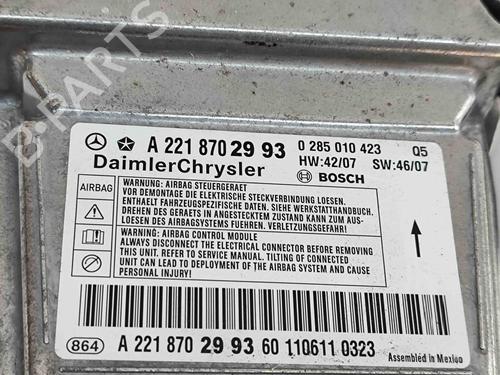 B-PARTS
A 221 870 29 93 0 285 010 423 Q5
DaimlerChrysler HW:42/07 SW:46/07
BOSCH
AIRBAG
WARNUNG: AIRBAG STEUERGERAET
VOR DEMONTAGE DIE ELEKTRISCHE STECKVERBINDUNG LOESEN.
ENTHAELT FAHRZEUGSPEZIFISCHE DATEN. SIEHE WERKSTATTHANDBUCH.
DREHEN DES GERAETS IN ANGESTECKTEM ZUSTAND KANN ZUM AUS-
LOESEN DES AIRBAGSYSTEMS FUEHREN. VERLETZUNGSGEFAHR!
WARNING: AIRBAG CONTROL MODULE
ALWAYS DISCONNECT THE ELECTRICAL CONNECTOR BEFORE REMOVING
THIS UNIT. REFER TO SERVICE MANUAL. TILTING OF CONNECTED
UNIT CAN LEAD TO DEPLOYMENT OF THE AIRBAG SYSTEM AND CAUSE
PERSONAL INJURY!
864 A 221 870 29 93 60 110611 0323
Assembled in Mexico